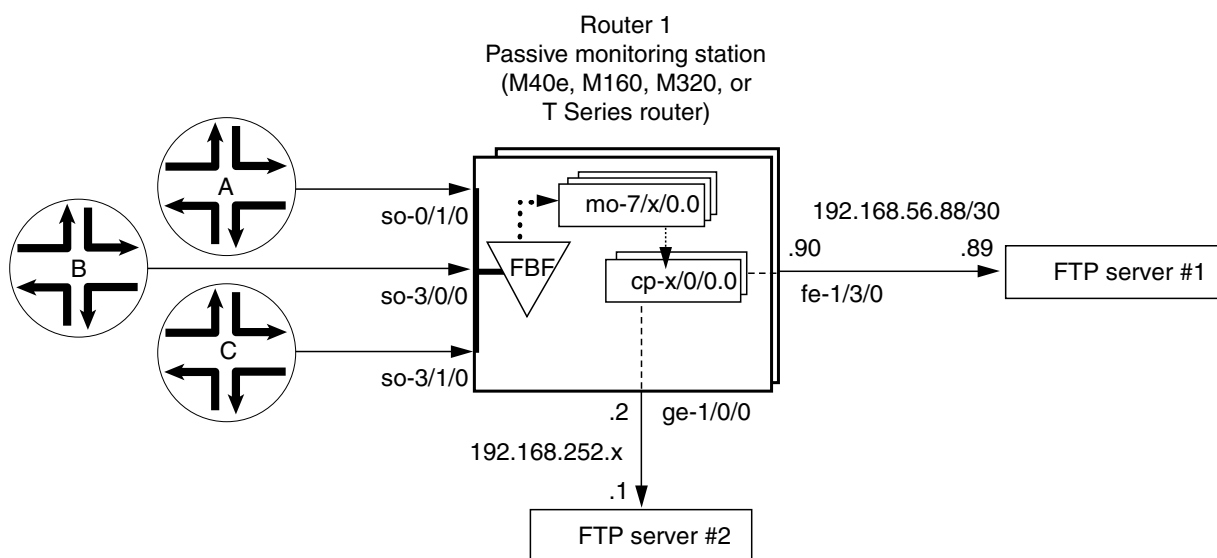 Router 1
Passive monitoring station
(M40e, M160, M320, or
T Series router)
A
so-0/1/0
B
so-3/0/0
C
so-3/1/0
FBF
mo-7/x/0.0
cp-x/0/0.0
192.168.56.88/30
.90
.89
fe-1/3/0
FTP server #1
.2
ge-1/0/0
192.168.252.x
.1
FTP server #2